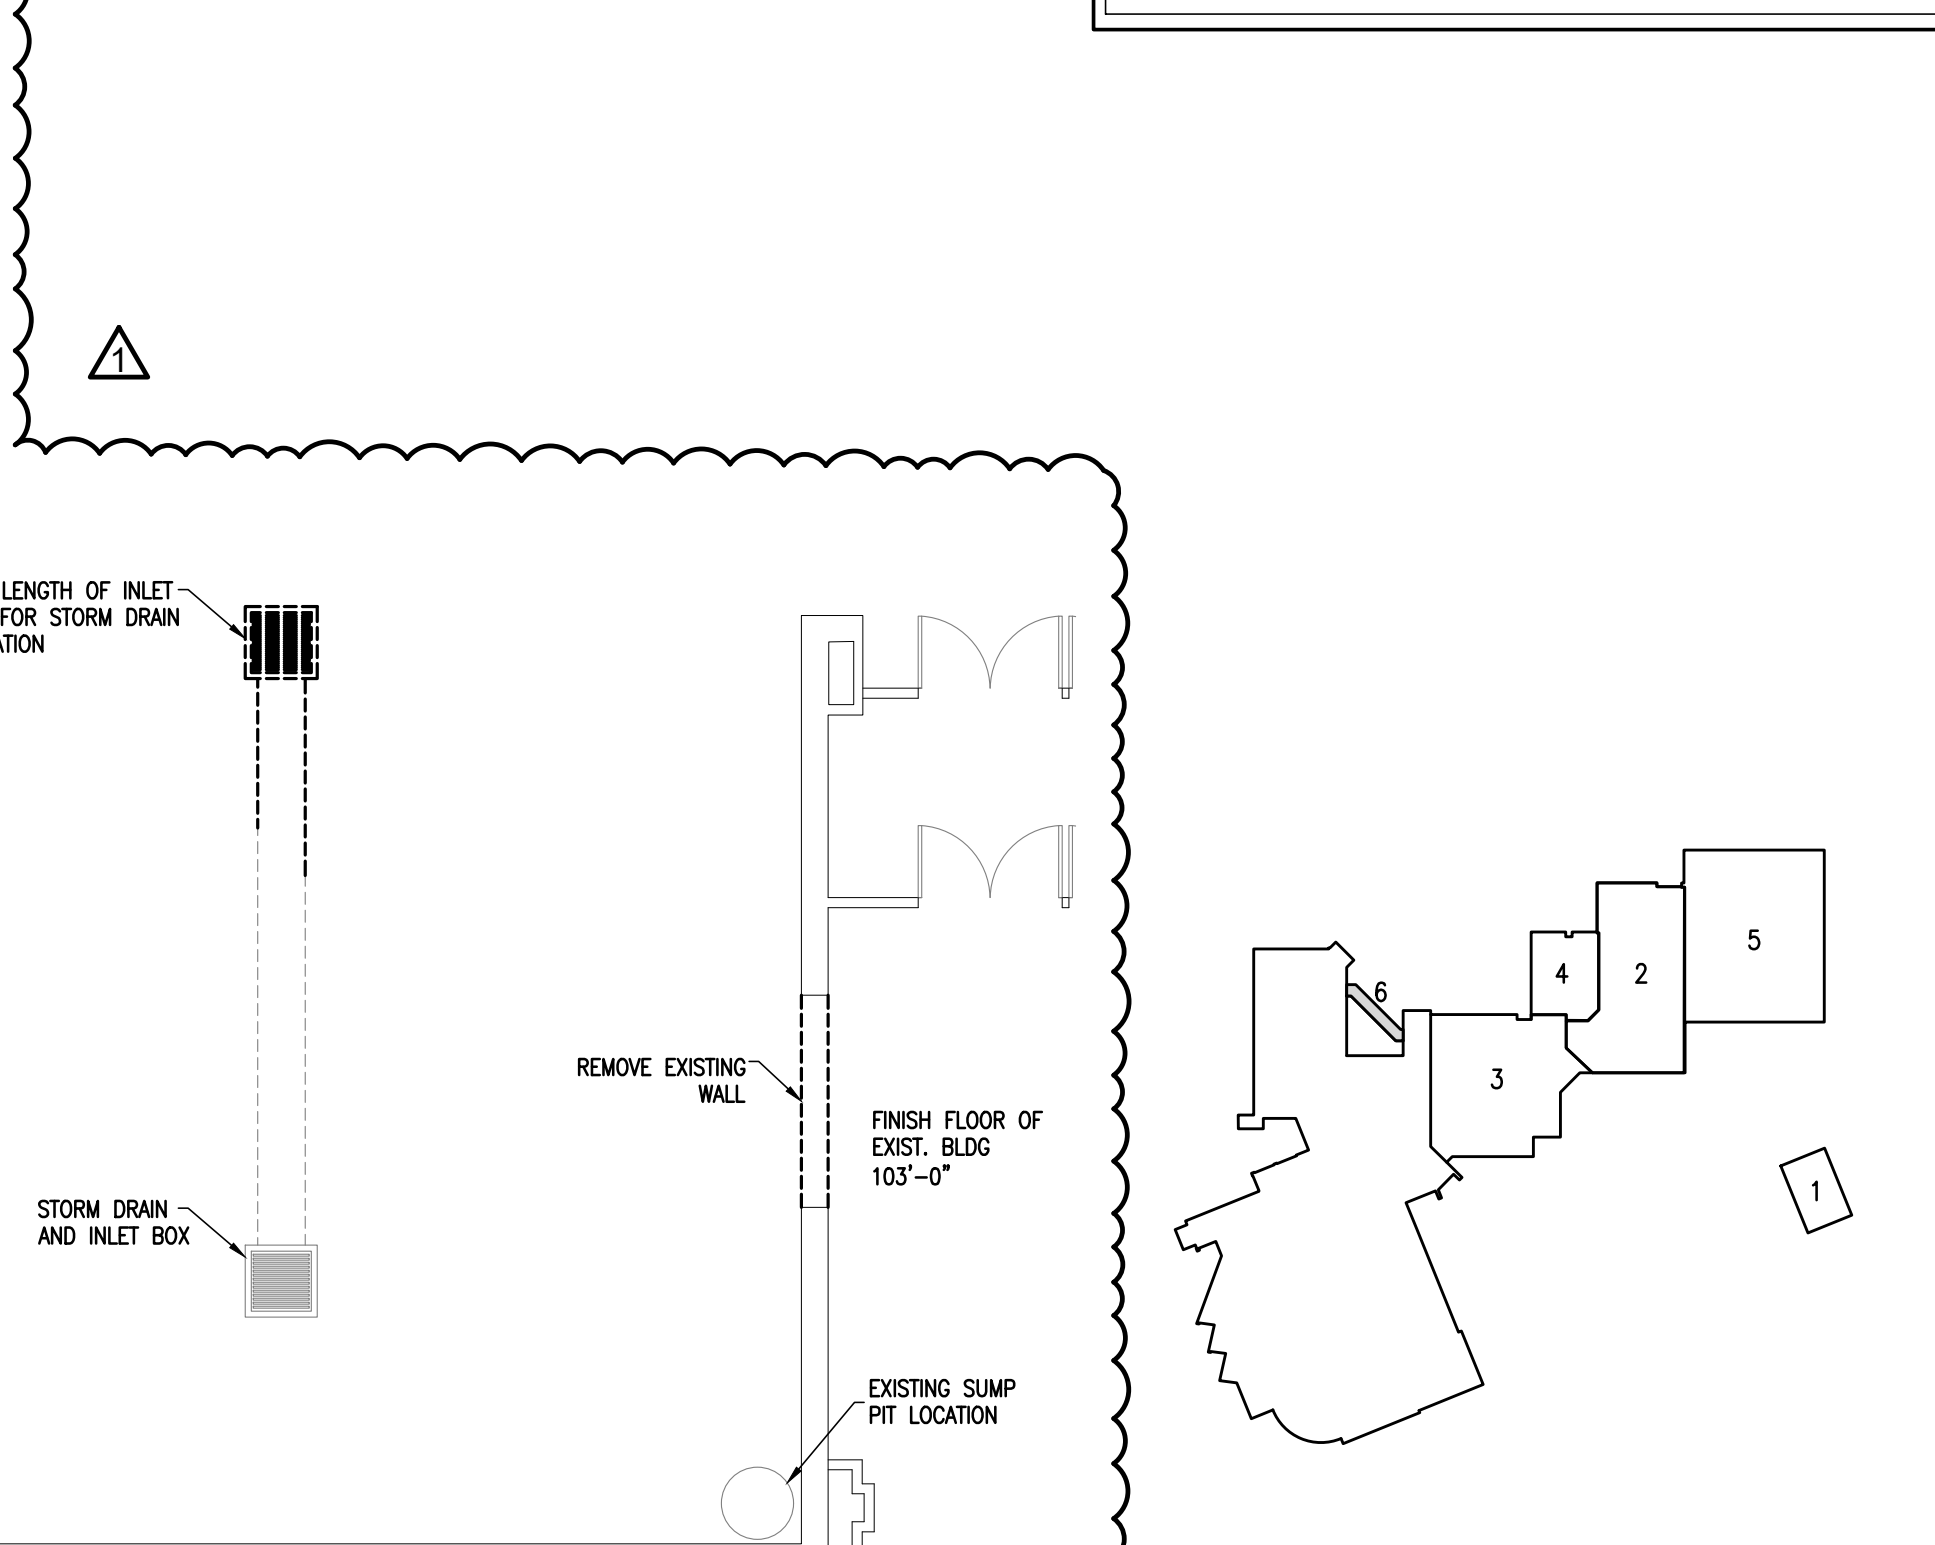 1
LENGTH OF INLET
FOR STORM DRAIN
REMOVE EXISTING
WALL
FINISH FLOOR OF
EXIST. BLDG
103'-0"
STORM DRAIN
AND INLET BOX
EXISTING SUMP
PIT LOCATION
5
4
2
6
3
1